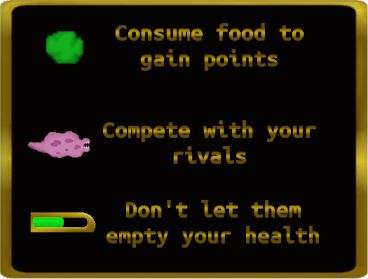 Consume food to
gain points
Compete with your
rivals
Don't let them
empty your health